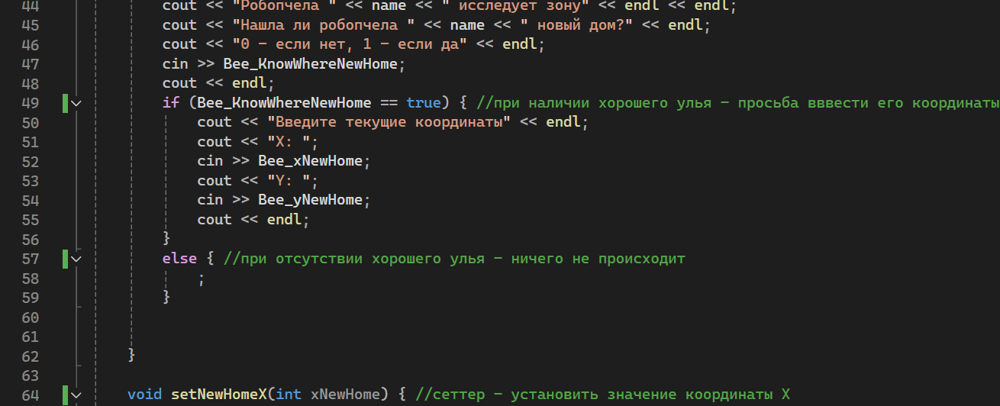 44 cout << "Робопчела " << name << " исследует зону" << endl << endl;
45 cout << "Нашла ли робопчела " << name << " новый дом?" << endl;
46 cout << "0 - если нет, 1 - если да" << endl;
47 cin >> Bee_KnowWhereNewHome;
48 cout << endl;
49 if (Bee_KnowWhereNewHome == true) { //при наличии хорошего улья - просьба вввести его координаты
50 cout << "Введите текущие координаты" << endl;
51 cout << "X: ";
52 cin >> Bee_xNewHome;
53 cout << "Y: ";
54 cin >> Bee_yNewHome;
55 cout << endl;
56 }
57 else { //при отсутствии хорошего улья - ничего не происходит
58 ;
59 }
60
61
62 }
63
64 void setNewHomeX(int xNewHome) { //сеттер - установить значение координаты X